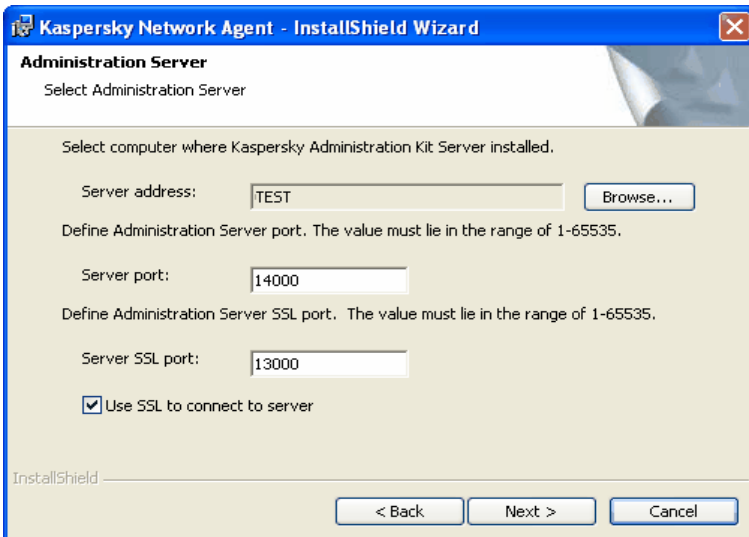 Kaspersky Network Agent - InstallShield Wizard
Administration Server
Select Administration Server
Select computer where Kaspersky Administration Kit Server installed.
Server address: TEST Browse...
Define Administration Server port. The value must lie in the range of 1-65535.
Server port: 14000
Define Administration Server SSL port. The value must lie in the range of 1-65535.
Server SSL port: 13000
Use SSL to connect to server
InstallShield
< Back Next > Cancel